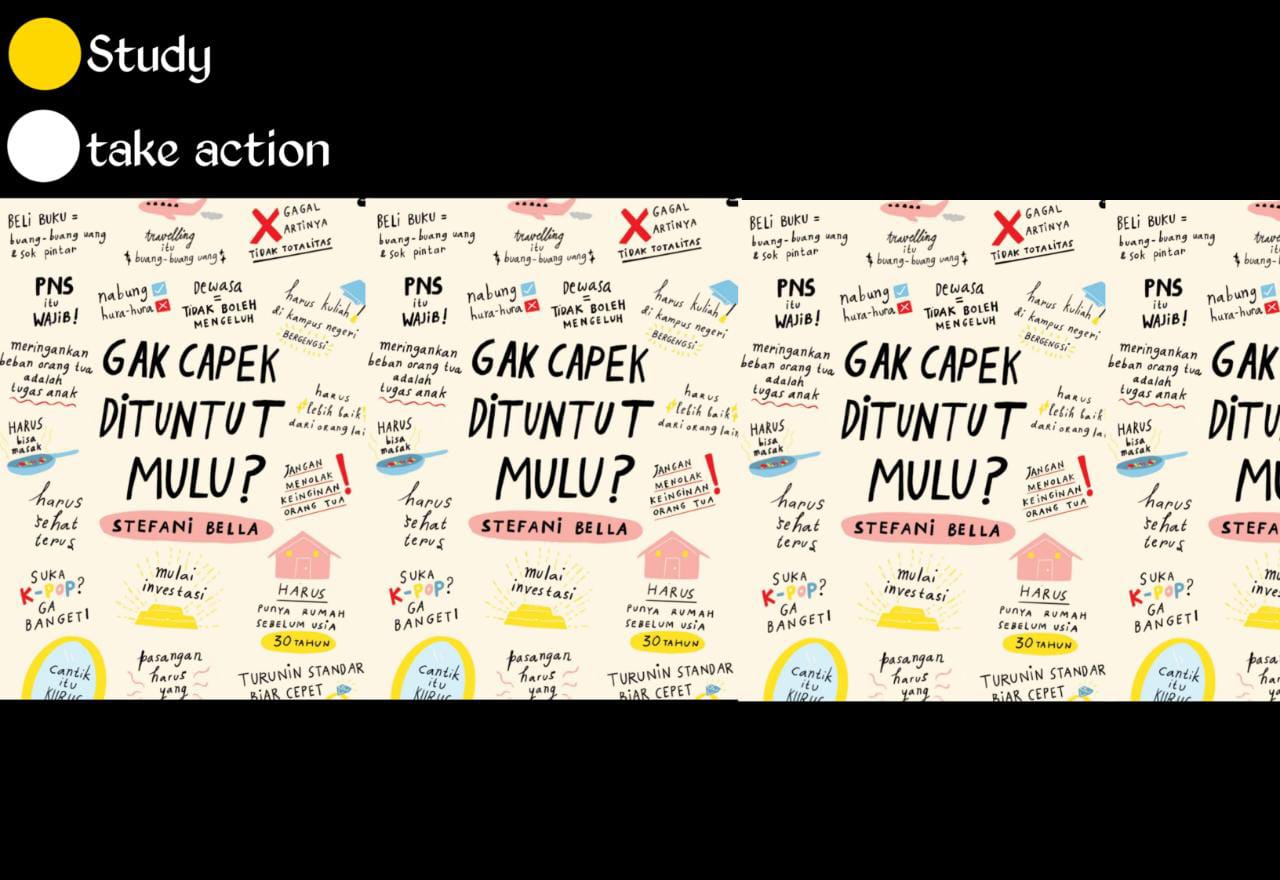 Study
take action
BELi BUKU =
buang-buang uang
& sok pintar
travelling
itu
$ buang-buang uang $
GAGAL
ARTiNYA
TiDAK TOTALiTAS
PNS
itu
WAJiB!
nabung
hura-hura
Dewasa
=
TiDAK BOLEH
MENGELUH
harus kuliah
di kampus negeri
BERGENGSi
meringankan
beban orang tua
adalah
tugas anak
GAK CAPEK
DiTUNTUT
MULU?
STEFANi BELLA
harus
lebih baik
dari orang lain
HARUS
bisa
masak
JANGAN
MENOLAK
KEiNGiNAN
ORANG TUA
!
harus
sehat
terus
SUKA
K-POP?
GA
BANGET!
mulai
investasi
HARUS
PUNYA RUMAH
SEBELUM USiA
30 TAHUN
Cantik
itu
KURUS
pasangan
harus
yang
TURUNiN STANDAR
BiAR CEPET
BELi BUKU =
buang-buang uang
& sok pintar
travelling
itu
$ buang-buang uang $
GAGAL
ARTiNYA
TiDAK TOTALiTAS
PNS
itu
WAJiB!
nabung
hura-hura
Dewasa
=
TiDAK BOLEH
MENGELUH
harus kuliah
di kampus negeri
BERGENGSi
meringankan
beban orang tua
adalah
tugas anak
GAK CAPEK
DiTUNTUT
MULU?
STEFANi BELLA
harus
lebih baik
dari orang lain
HARUS
bisa
masak
JANGAN
MENOLAK
KEiNGiNAN
ORANG TUA
!
harus
sehat
terus
SUKA
K-POP?
GA
BANGET!
mulai
investasi
HARUS
PUNYA RUMAH
SEBELUM USiA
30 TAHUN
Cantik
itu
KURUS
pasangan
harus
yang
TURUNiN STANDAR
BiAR CEPET
BELi BUKU =
buang-buang uang
& sok pintar
travelling
itu
$ buang-buang uang $
GAGAL
ARTiNYA
TiDAK TOTALiTAS
PNS
itu
WAJiB!
nabung
hura-hura
Dewasa
=
TiDAK BOLEH
MENGELUH
harus kuliah
di kampus negeri
BERGENGSi
meringankan
beban orang tua
adalah
tugas anak
GAK CAPEK
DiTUNTUT
MULU?
STEFANi BELLA
harus
lebih baik
dari orang lai
HARUS
bisa
masak
JANGAN
MENOLAK
KEiNGiNAN
ORANG TUA
!
harus
sehat
terus
SUKA
K-POP?
GA
BANGET!
mulai
investasi
HARUS
PUNYA RUMAH
SEBELUM USiA
30 TAHUN
Cantik
itu
KURUS
pasangan
harus
yang
TURUNiN STANDAR
BiAR CEPET
BELi BUKU =
buang-buang uang
& sok pintar
PNS
itu
WAJiB!
nabung
hura-hura
meringankan
beban orang tua
adalah
tugas anak
GAK
HARUS
bisa
masak
harus
sehat
terus
SUKA
K-POP?
GA
BANGET!
Cantik
itu
KURUS